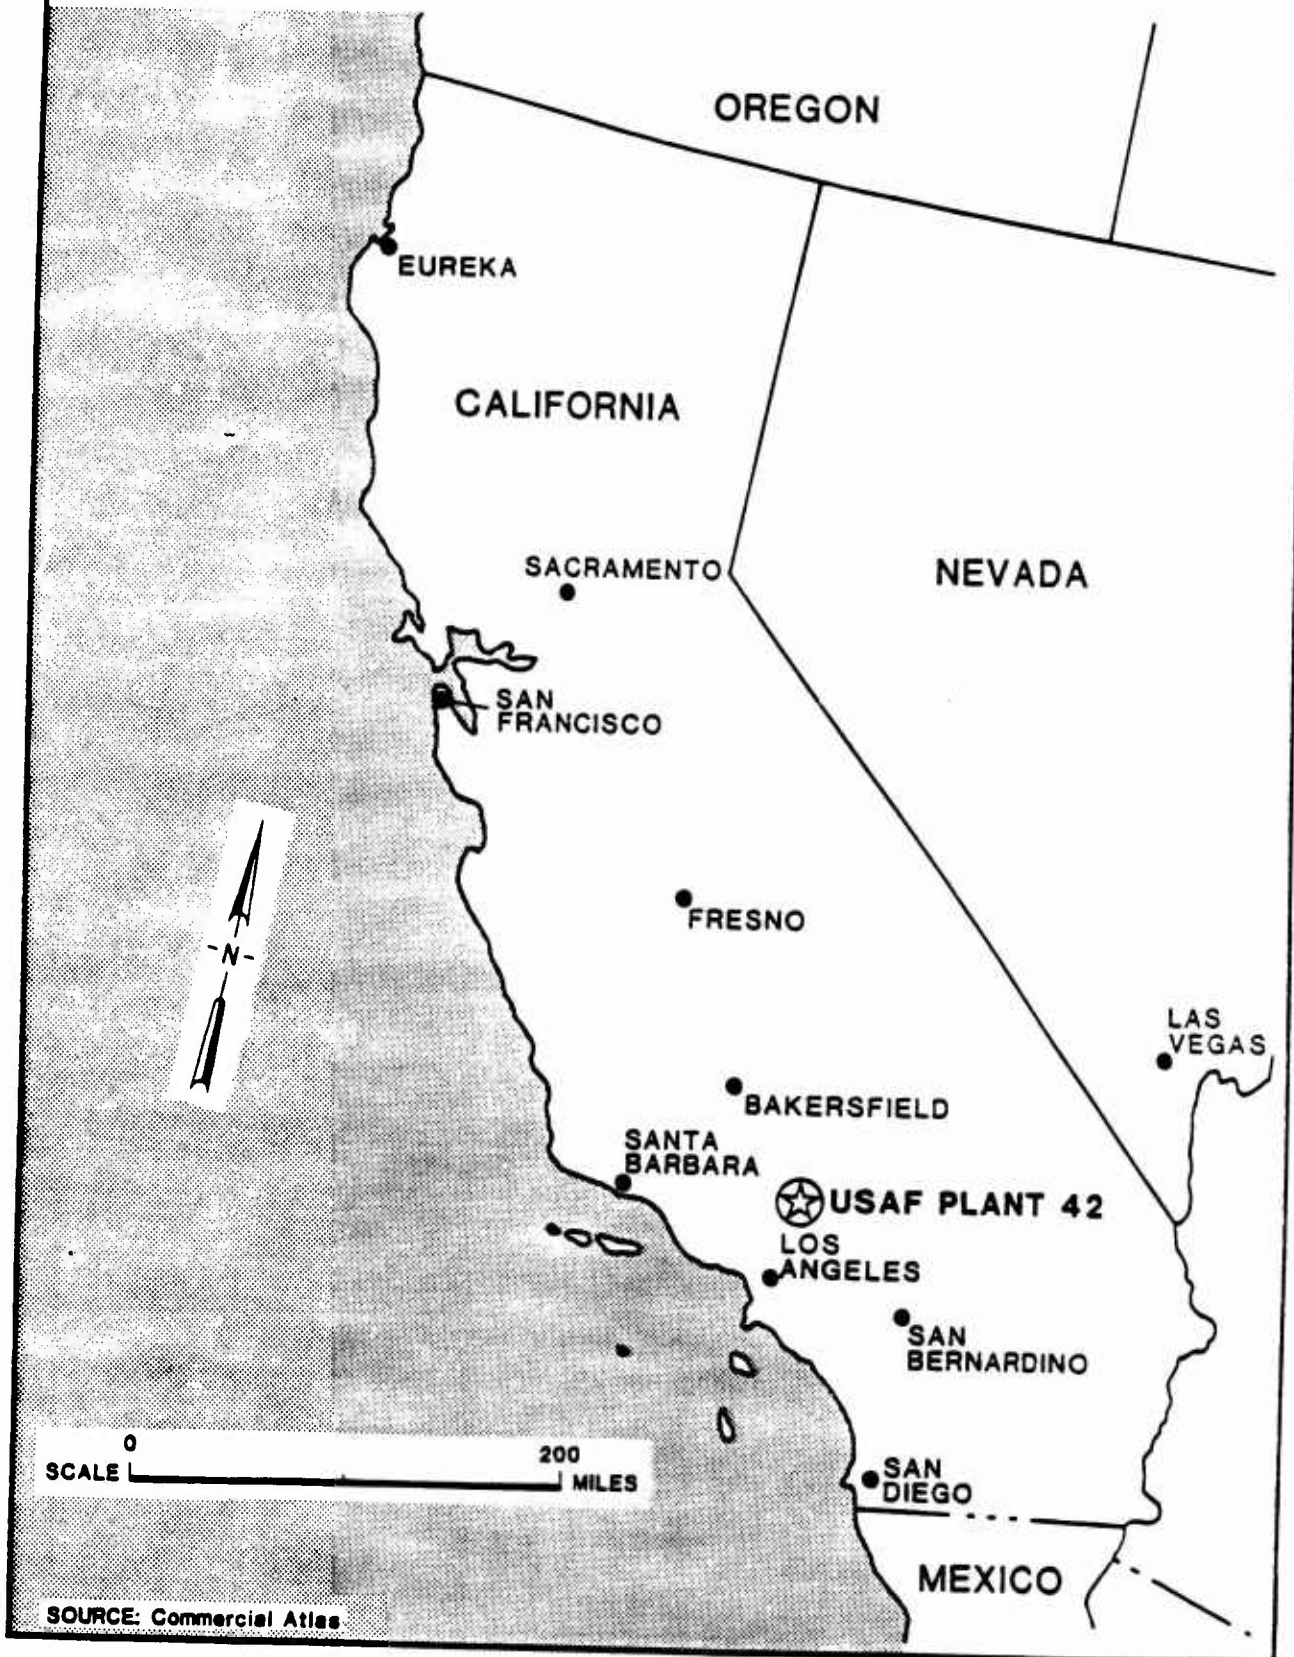 OREGON
EUREKA
CALIFORNIA
SACRAMENTO
NEVADA
SAN
FRANCISCO
-N-
FRESNO
LAS
VEGAS
BAKERSFIELD
SANTA
BARBARA
USAF PLANT 42
LOS
ANGELES
SAN
BERNARDINO
0
200
SCALE
MILES
SAN
DIEGO
MEXICO
SOURCE: Commercial Atlas